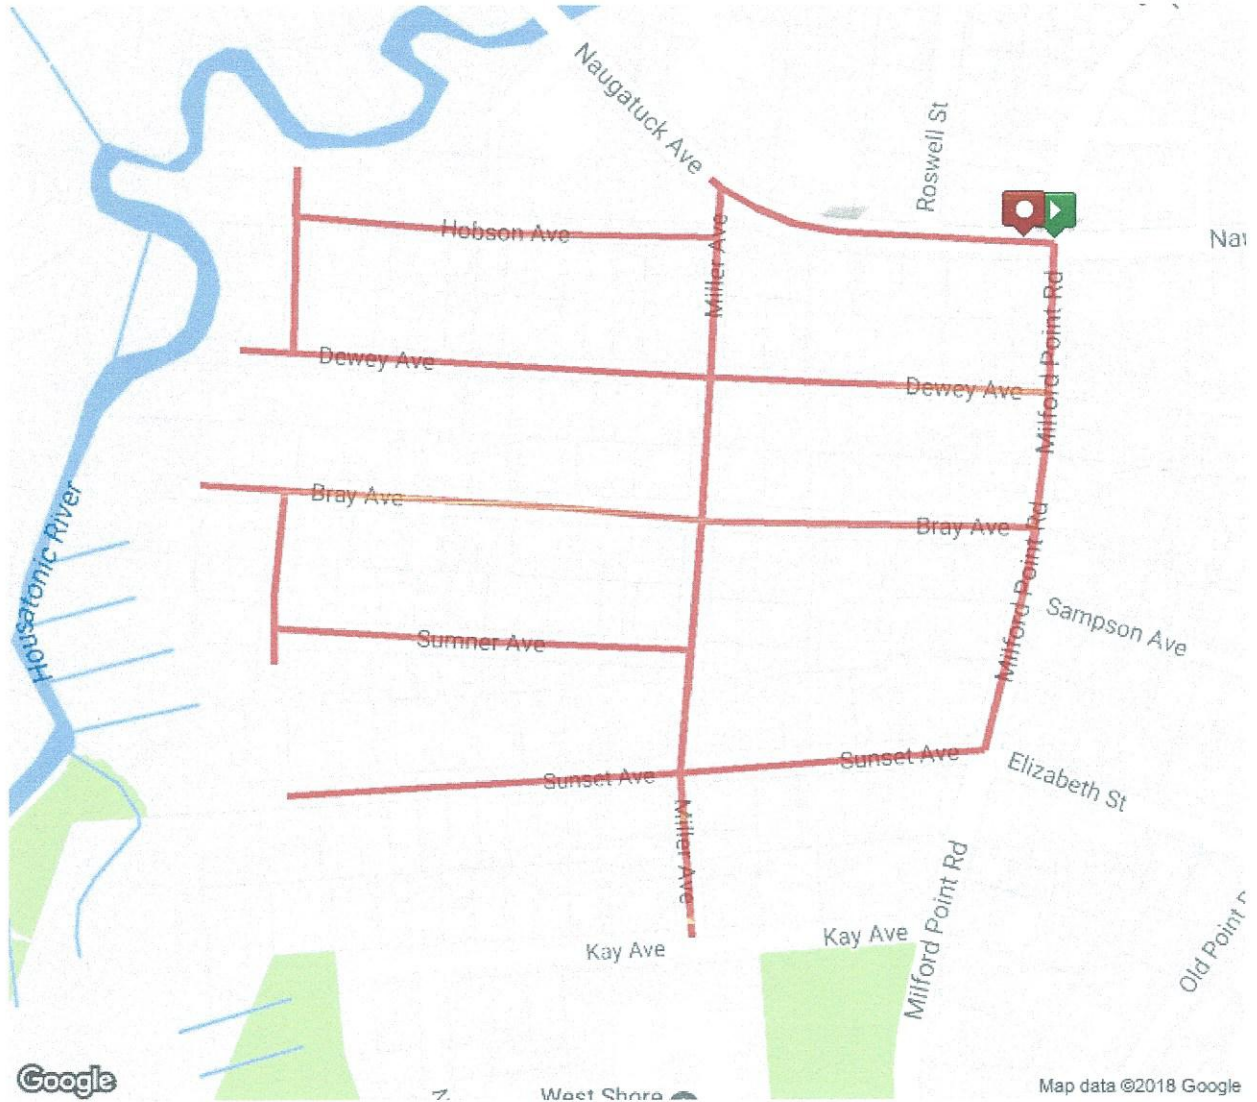 Naugatuck Ave
Roswell St
Hobson Ave
Miller Ave
Milford Point Rd
Dewey Ave
Dewey Ave
Bray Ave
Bray Ave
Milford Point Rd
Housatonic River
Sampson Ave
Sumner Ave
Sunset Ave
Sunset Ave
Elizabeth St
Miller Ave
Milford Point Rd
Kay Ave
Kay Ave
Old Point
West Shore
Google
Map data ©2018 Google